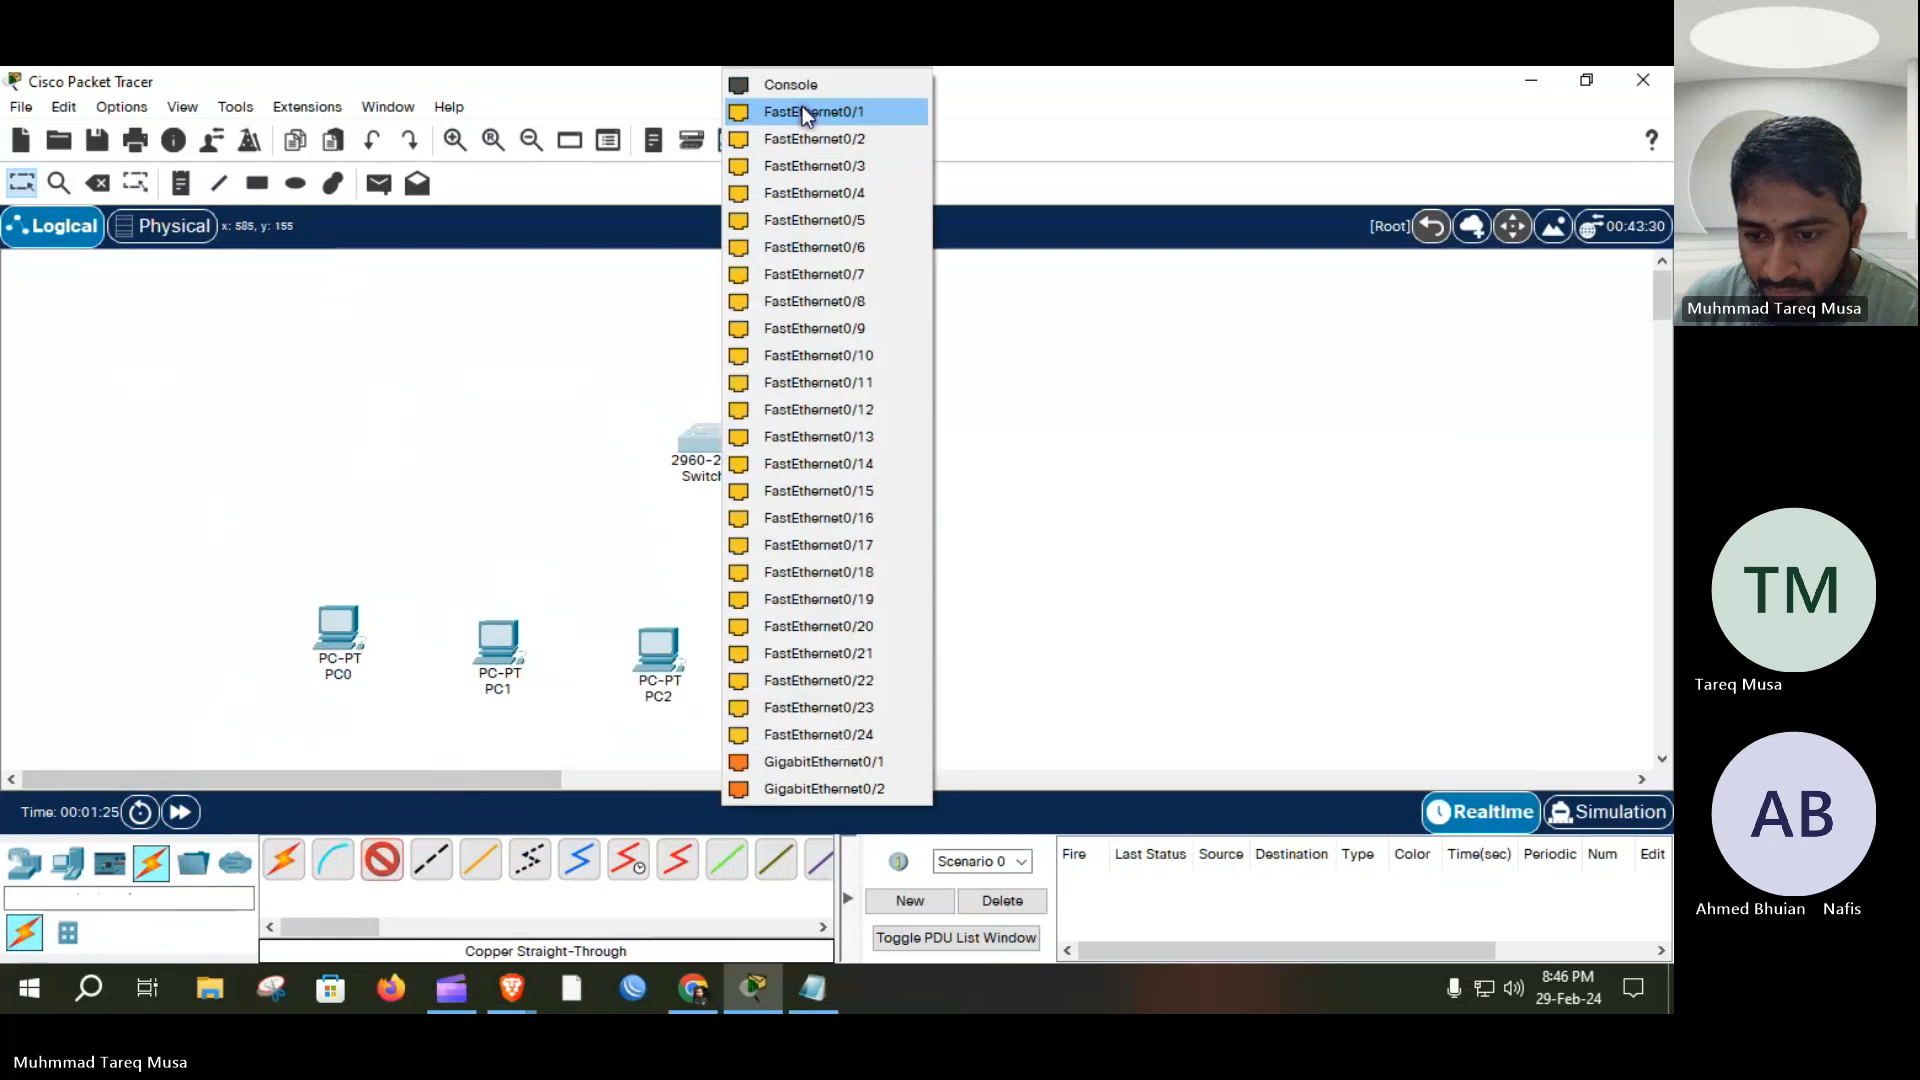 Cisco Packet Tracer
File Edit Options View Tools Extensions Window Help
Logical Physical x: 585, y: 155
[Root] 00:43:30
Console
FastEthernet0/1
FastEthernet0/2
FastEthernet0/3
FastEthernet0/4
FastEthernet0/5
FastEthernet0/6
FastEthernet0/7
FastEthernet0/8
FastEthernet0/9
FastEthernet0/10
FastEthernet0/11
FastEthernet0/12
FastEthernet0/13
FastEthernet0/14
FastEthernet0/15
FastEthernet0/16
FastEthernet0/17
FastEthernet0/18
FastEthernet0/19
FastEthernet0/20
FastEthernet0/21
FastEthernet0/22
FastEthernet0/23
FastEthernet0/24
GigabitEthernet0/1
GigabitEthernet0/2
2960-2
Switch
PC-PT
PC0
PC-PT
PC1
PC-PT
PC2
Time: 00:01:25
Realtime Simulation
Scenario 0
New Delete
Toggle PDU List Window
Fire Last Status Source Destination Type Color Time(sec) Periodic Num Edit
Copper Straight-Through
8:46 PM
29-Feb-24
Muhmmad Tareq Musa
TM
Tareq Musa
AB
Ahmed Bhuian Nafis
Muhmmad Tareq Musa